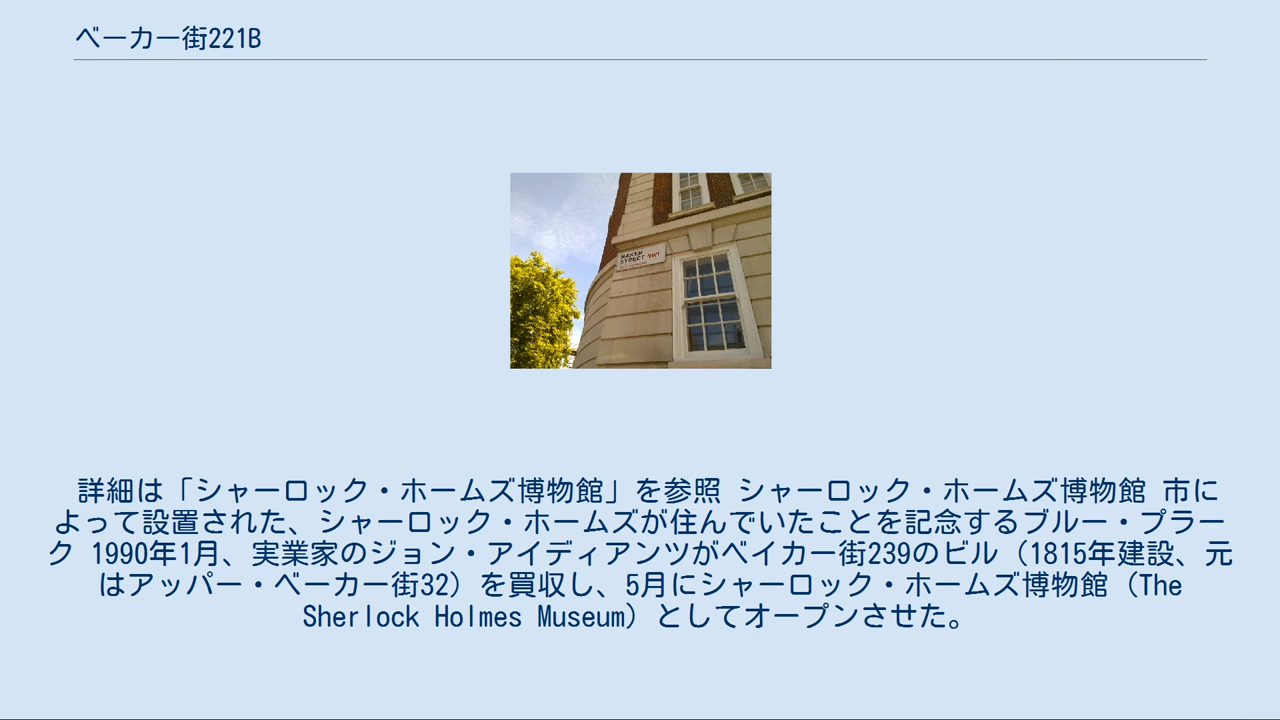 ベーカー街221B
BAKER
STREET NW1
詳細は「シャーロック・ホームズ博物館」を参照 シャーロック・ホームズ博物館 市に
よって設置された、シャーロック・ホームズが住んでいたことを記念するブルー・プラー
ク 1990年1月、実業家のジョン・アイディアンツがベイカー街239のビル（1815年建設、元
はアッパー・ベーカー街32）を買収し、5月にシャーロック・ホームズ博物館（The
Sherlock Holmes Museum）としてオープンさせた。